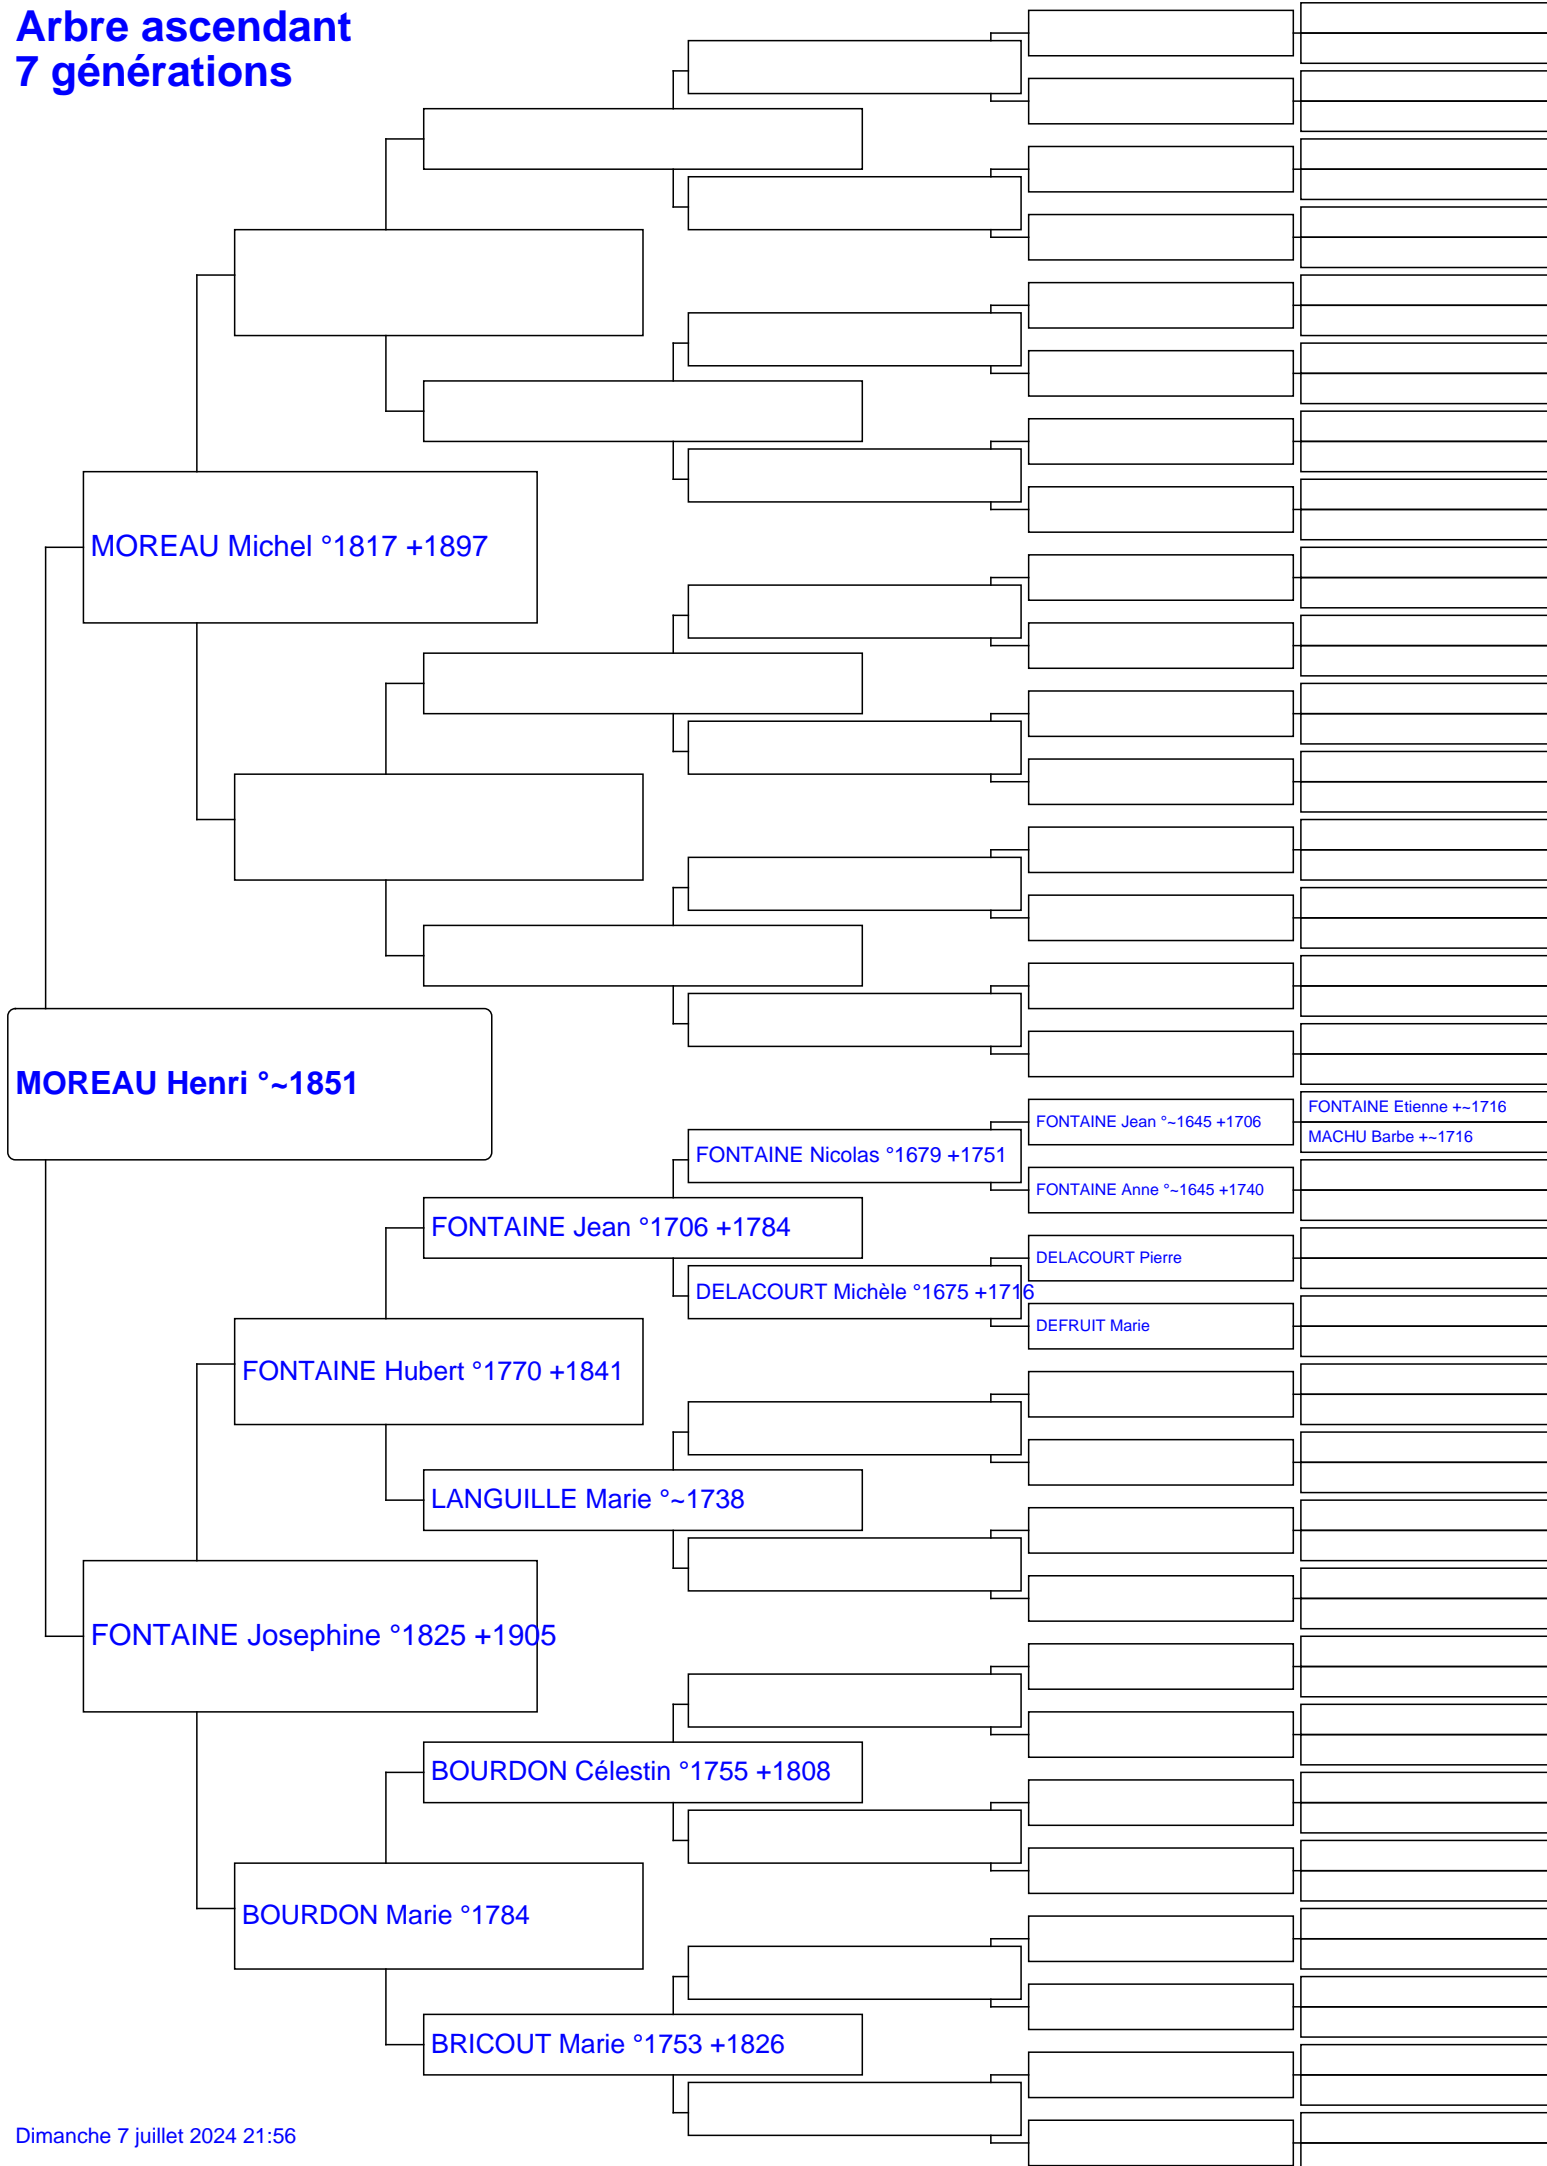 Arbre ascendant
7 générations
MOREAU Michel °1817 +1897
MOREAU Henri °~1851
FONTAINE Etienne +~1716
FONTAINE Jean °~1645 +1706
MACHU Barbe +~1716
FONTAINE Nicolas °1679 +1751
FONTAINE Anne °~1645 +1740
FONTAINE Jean °1706 +1784
DELACOURT Pierre
DELACOURT Michèle °1675 +1716
DEFRUIT Marie
FONTAINE Hubert °1770 +1841
LANGUILLE Marie °~1738
FONTAINE Josephine °1825 +1905
BOURDON Célestin °1755 +1808
BOURDON Marie °1784
BRICOUT Marie °1753 +1826
Dimanche 7 juillet 2024 21:56